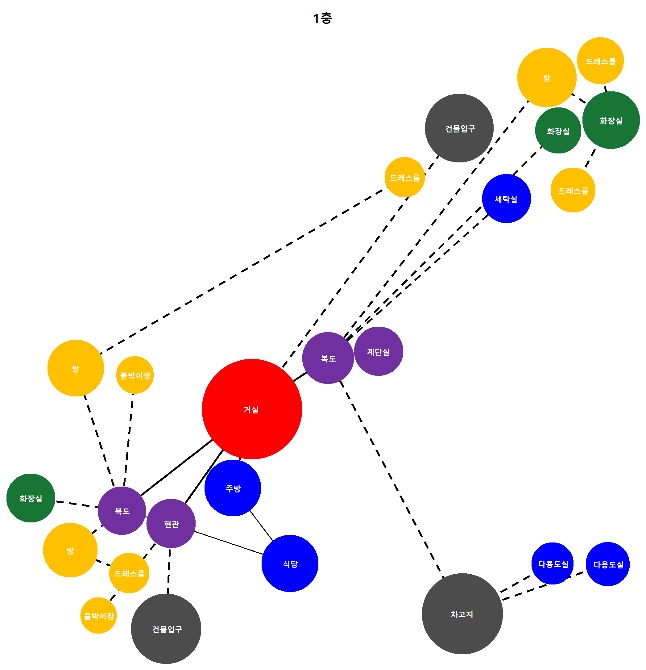 1층
드레스룸
방
화장실
건물입구
화장실
드레스룸
드레스룸
세탁실
복도
계단실
방
붙박이장
거실
주방
화장실
복도
현관
방
드레스룸
식당
다용도실
다용도실
붙박이장
차고지
건물입구